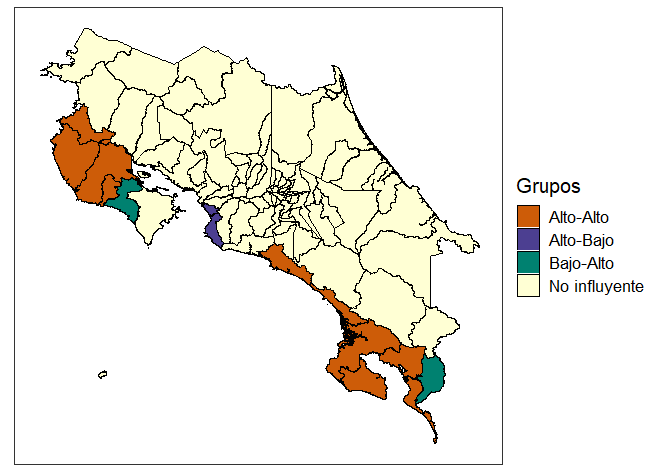 Grupos
Alto-Alto
Alto-Bajo
Bajo-Alto
No influyente